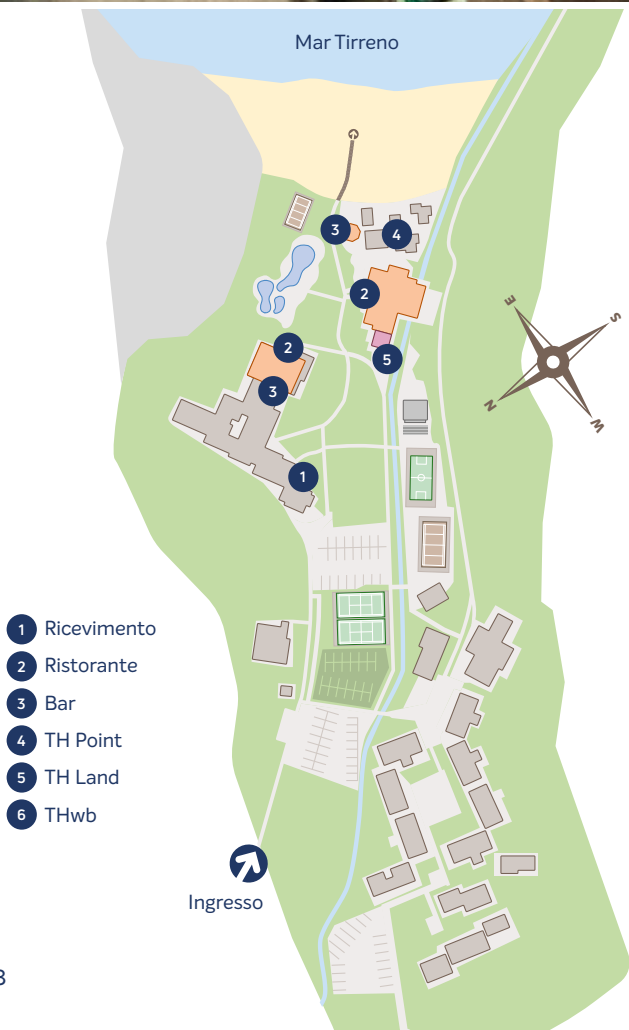 Mar Tirreno
3
4
2
5
2
3
1
E
S
N
W
1 Ricevimento
2 Ristorante
3 Bar
4 TH Point
5 TH Land
6 THwb
Ingresso